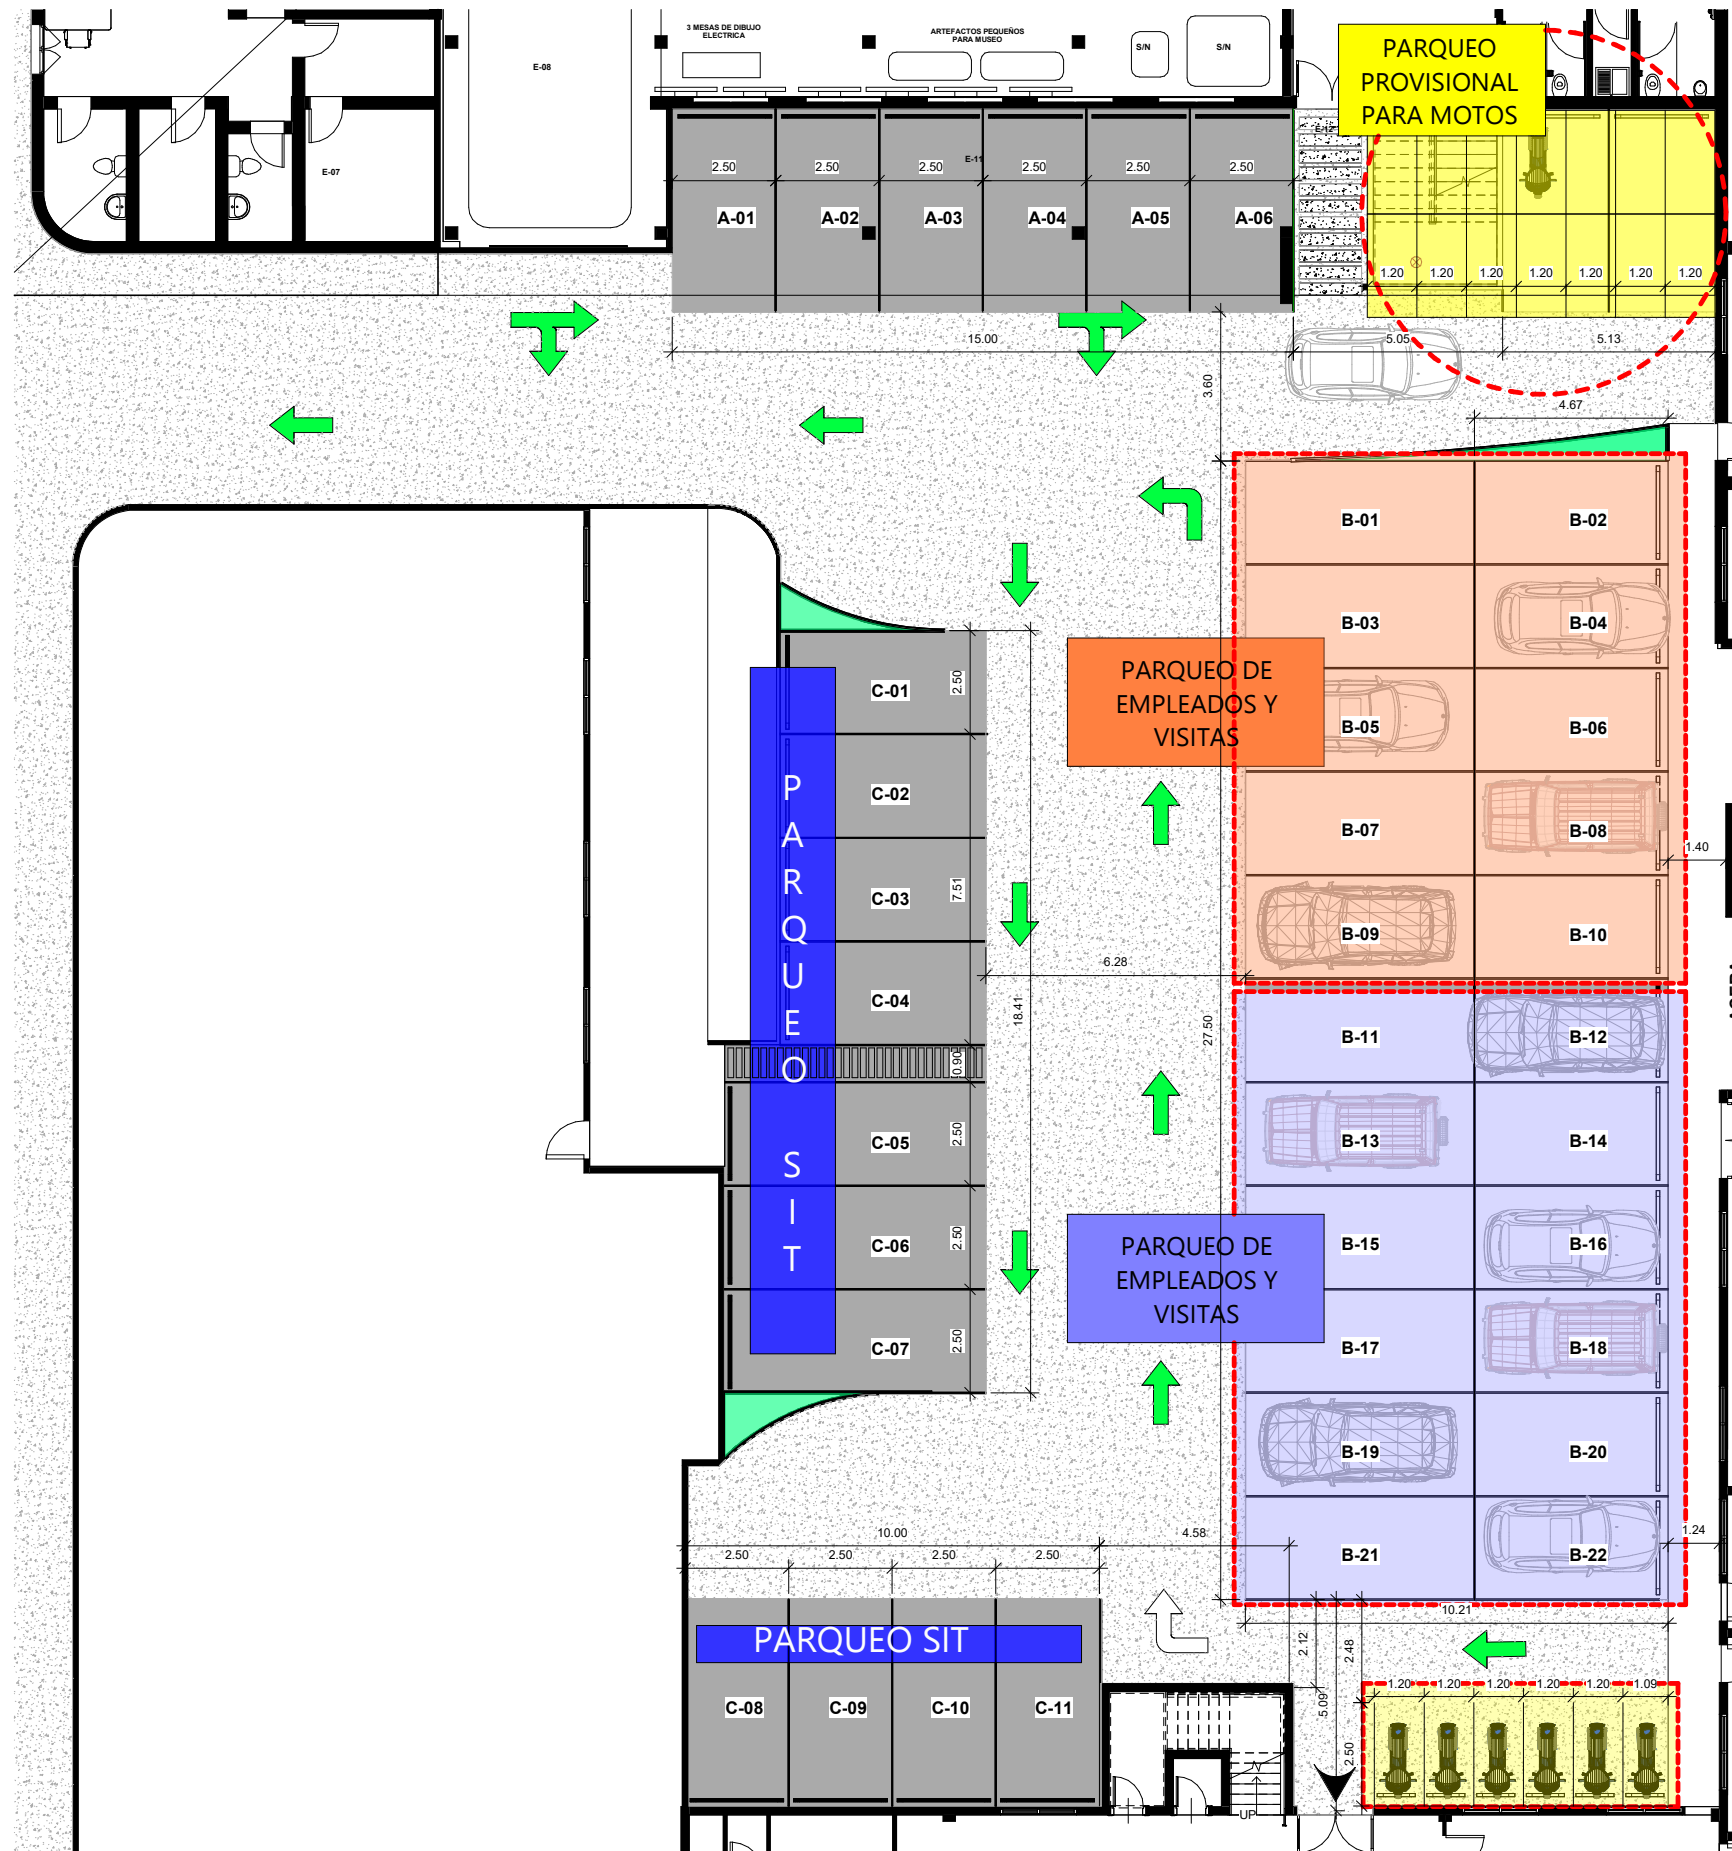 3 MESAS DE DIBUJO
ELECTRICA
ARTEFACTOS PEQUEÑOS
PARA MUSEO
S/N
S/N
E-08
PARQUEO
PROVISIONAL
PARA MOTOS
E-12
E-07
E-11
2.50
2.50
2.50
2.50
2.50
2.50
A-01
A-02
A-03
A-04
A-05
A-06
1.20
1.20
1.20
1.20
1.20
1.20
1.20
15.00
5.05
5.13
3.60
4.67
B-01
B-02
B-03
B-04
PARQUEO DE
EMPLEADOS Y
VISITAS
B-05
B-06
B-07
B-08
1.40
B-09
B-10
C-01
2.50
C-02
C-03
7.51
C-04
6.28
18.41
27.50
0.90
PARQUEO SIT
B-11
B-12
B-13
B-14
C-05
2.50
C-06
2.50
C-07
2.50
PARQUEO DE
EMPLEADOS Y
VISITAS
B-15
B-16
B-17
B-18
B-19
B-20
B-21
B-22
1.24
10.00
4.58
2.50
2.50
2.50
2.50
10.21
2.12
2.48
PARQUEO SIT
C-08
C-09
C-10
C-11
5.09
1.20
1.20
1.20
1.20
1.20
1.09
2.50
UP